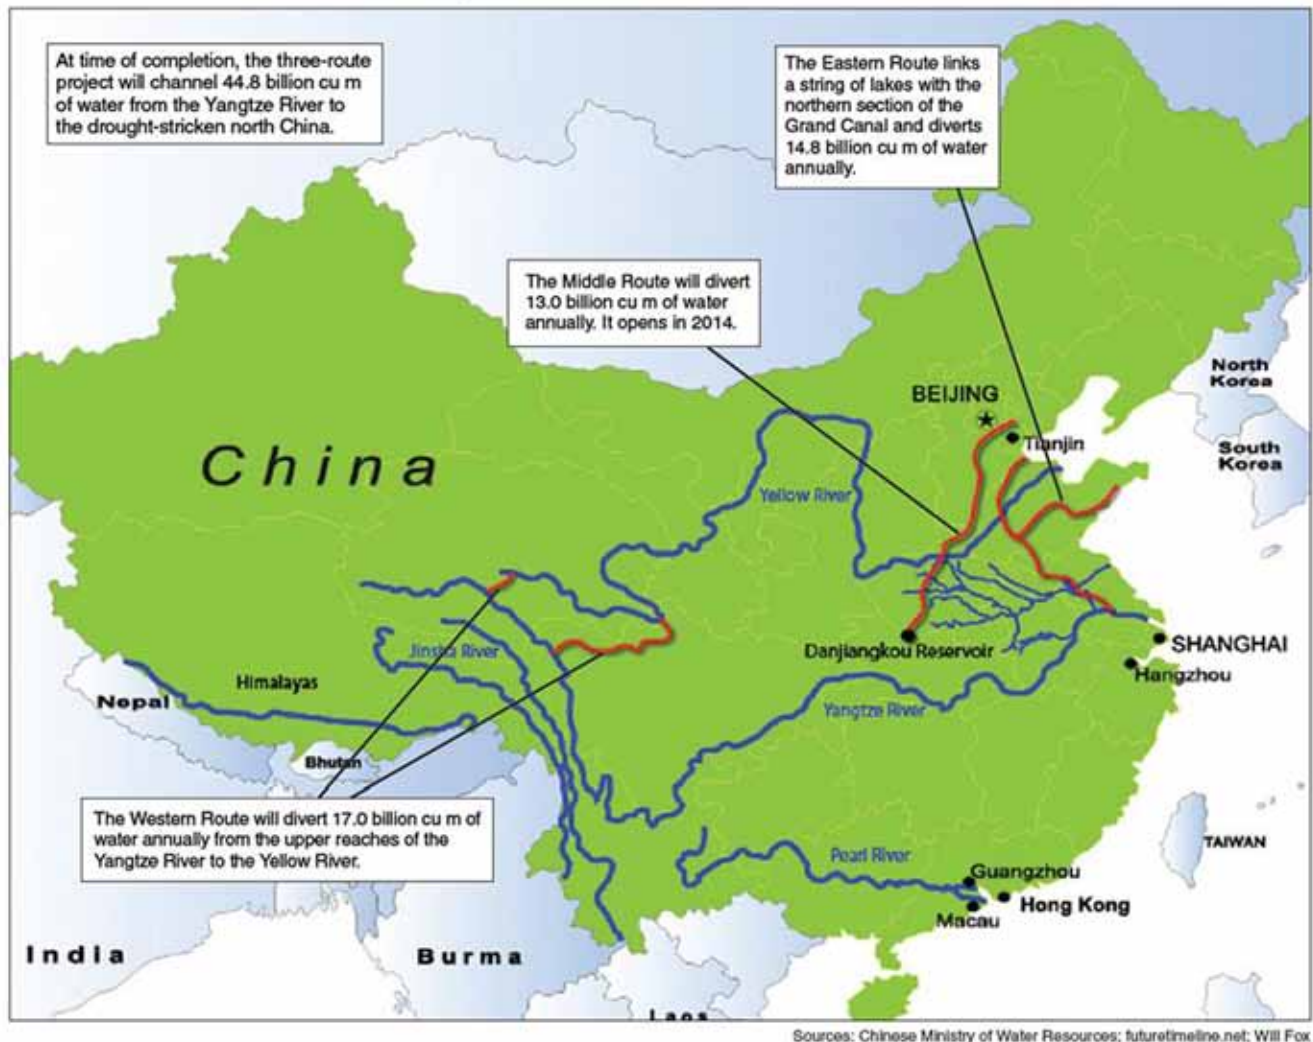 At time of completion, the three-route
project will channel 44.8 billion cu m
of water from the Yangtze River to
the drought-stricken north China.
The Eastern Route links
a string of lakes with the
northern section of the
Grand Canal and diverts
14.8 billion cu m of water
annually.
The Middle Route will divert
13.0 billion cu m of water
annually. It opens in 2014.
North
Korea
BEIJING
Tianjin
South
Korea
China
Yellow River
Danjiangkou Reservoir
SHANGHAI
Jinsha River
Hangzhou
Himalayas
Nepal
Yangtze River
Bhutan
The Western Route will divert 17.0 billion cu m of
water annually from the upper reaches of the
Yangtze River to the Yellow River.
TAIWAN
Pearl River
Guangzhou
Hong Kong
Macau
India
Burma
Laos
Sources: Chinese Ministry of Water Resources; futuretimeline.net; Will Fox